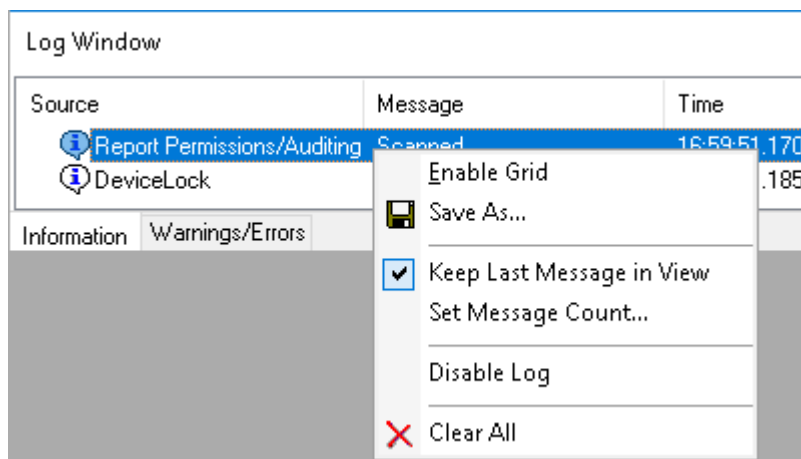 Log Window
Source Message Time
Report Permissions/Auditing Scanned 16:59:51.170
DeviceLock .185
Enable Grid
Save As...
Information Warnings/Errors
Keep Last Message in View
Set Message Count...
Disable Log
Clear All